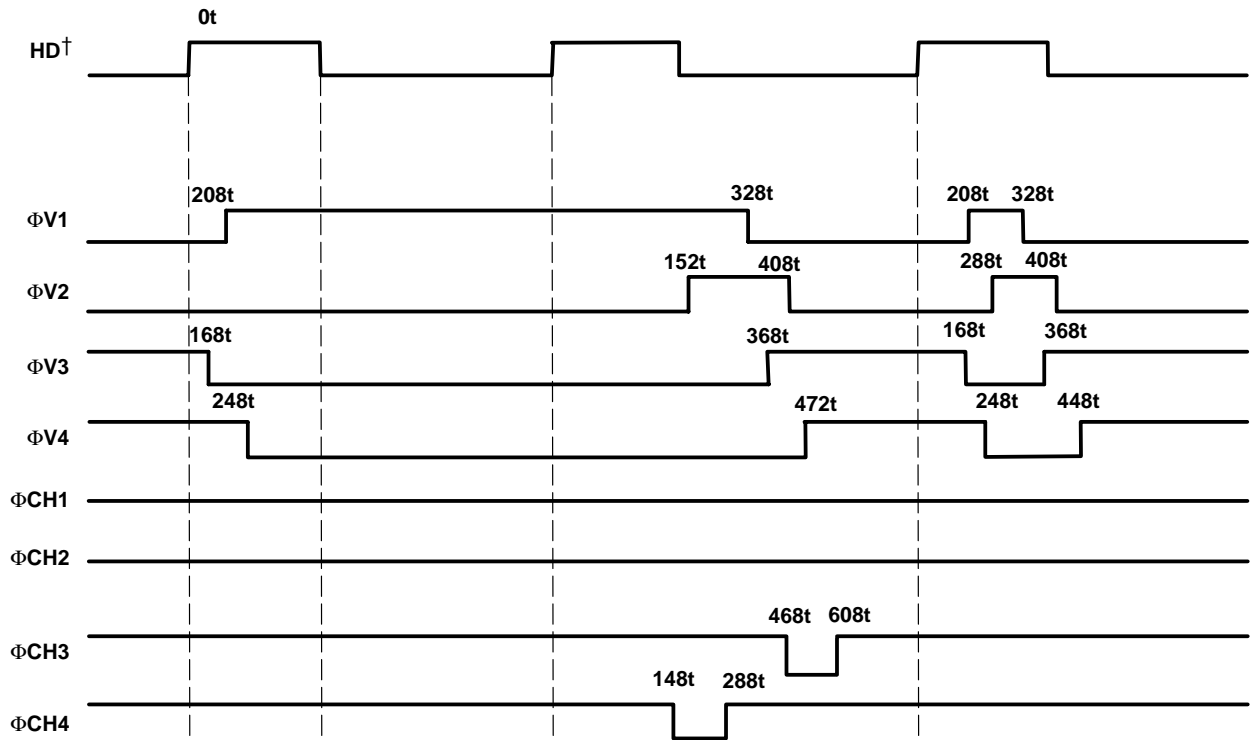 0t
HD†
208t 328t 208t 328t
ΦV1
152t 408t 288t 408t
ΦV2
168t 368t 168t 368t
ΦV3
248t 472t 248t 448t
ΦV4
ΦCH1
ΦCH2
468t 608t
ΦCH3
148t 288t
ΦCH4